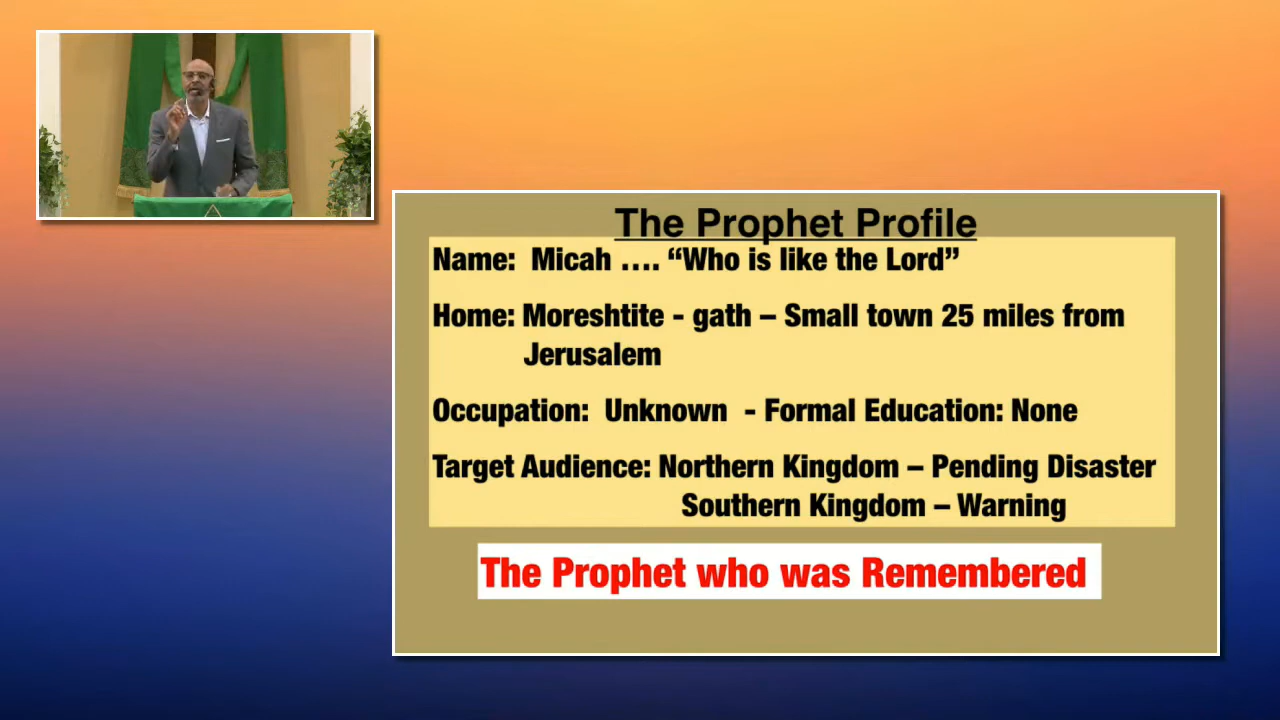 The Prophet Profile
Name: Micah .... “Who is like the Lord”
Home: Moreshtite - gath – Small town 25 miles from
Jerusalem
Occupation: Unknown - Formal Education: None
Target Audience: Northern Kingdom – Pending Disaster
Southern Kingdom – Warning
The Prophet who was Remembered